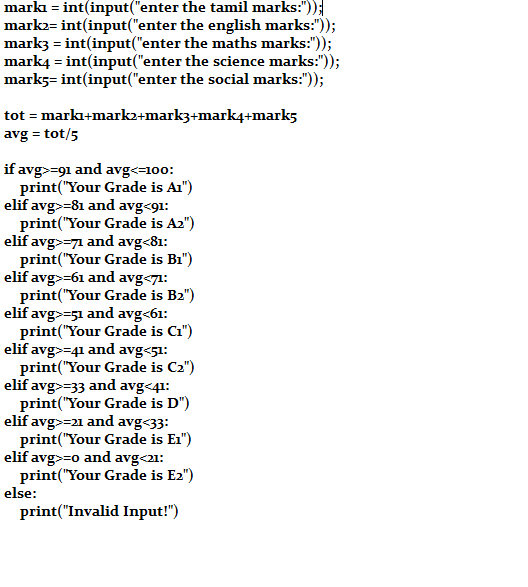 mark1 = int(input("enter the tamil marks:"));
mark2= int(input("enter the english marks:"));
mark3 = int(input("enter the maths marks:"));
mark4 = int(input("enter the science marks:"));
mark5= int(input("enter the social marks:"));
tot = mark1+mark2+mark3+mark4+mark5
avg = tot/5
if avg>=91 and avg<=100:
    print("Your Grade is A1")
elif avg>=81 and avg<91:
    print("Your Grade is A2")
elif avg>=71 and avg<81:
    print("Your Grade is B1")
elif avg>=61 and avg<71:
    print("Your Grade is B2")
elif avg>=51 and avg<61:
    print("Your Grade is C1")
elif avg>=41 and avg<51:
    print("Your Grade is C2")
elif avg>=33 and avg<41:
    print("Your Grade is D")
elif avg>=21 and avg<33:
    print("Your Grade is E1")
elif avg>=0 and avg<21:
    print("Your Grade is E2")
else:
    print("Invalid Input!")